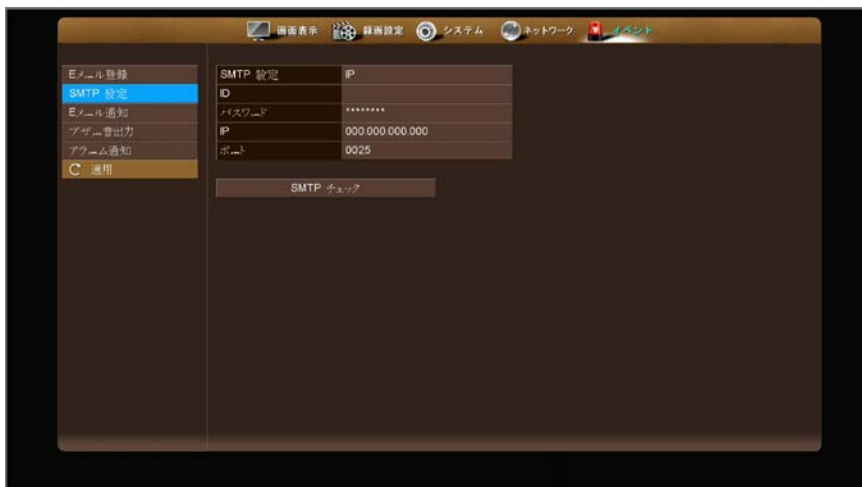 画面表示 録画設定 システム ネットワーク イベント
Eメール登録
SMTP 設定
Eメール通知
ブザー音出力
アラーム通知
適用
SMTP 設定 IP
ID
パスワード ********
IP 000.000.000.000
ポート 0025
SMTP チェック